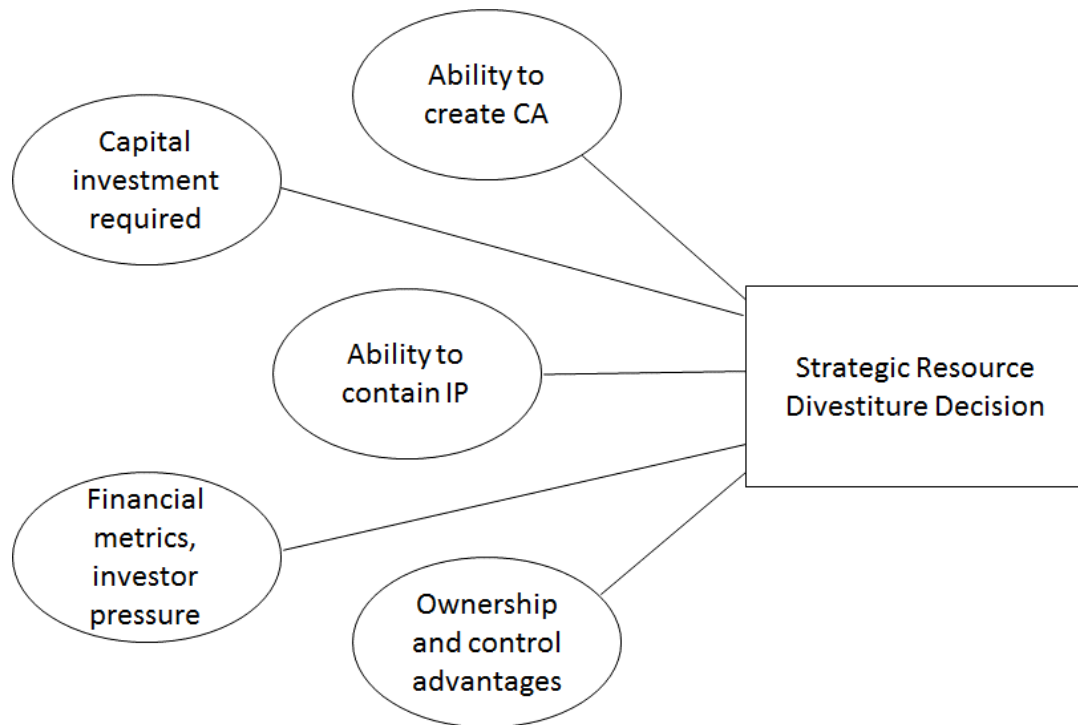 Ability to
create CA
Capital
investment
required
Ability to
contain IP
Strategic Resource
Divestiture Decision
Financial
metrics,
investor
pressure
Ownership
and control
advantages